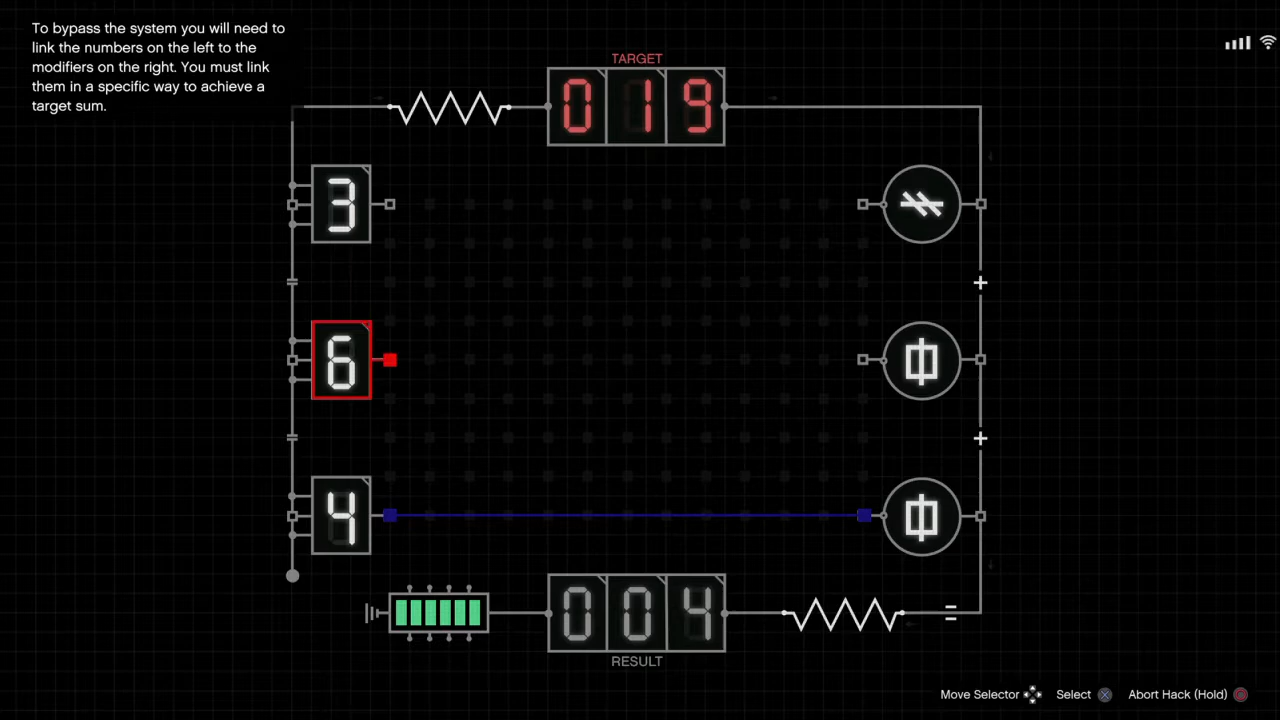 To bypass the system you will need to
link the numbers on the left to the
modifiers on the right. You must link
them in a specific way to achieve a
target sum.
TARGET
019
3
6
+
4
+
004
=
RESULT
Move Selector Select Abort Hack (Hold)